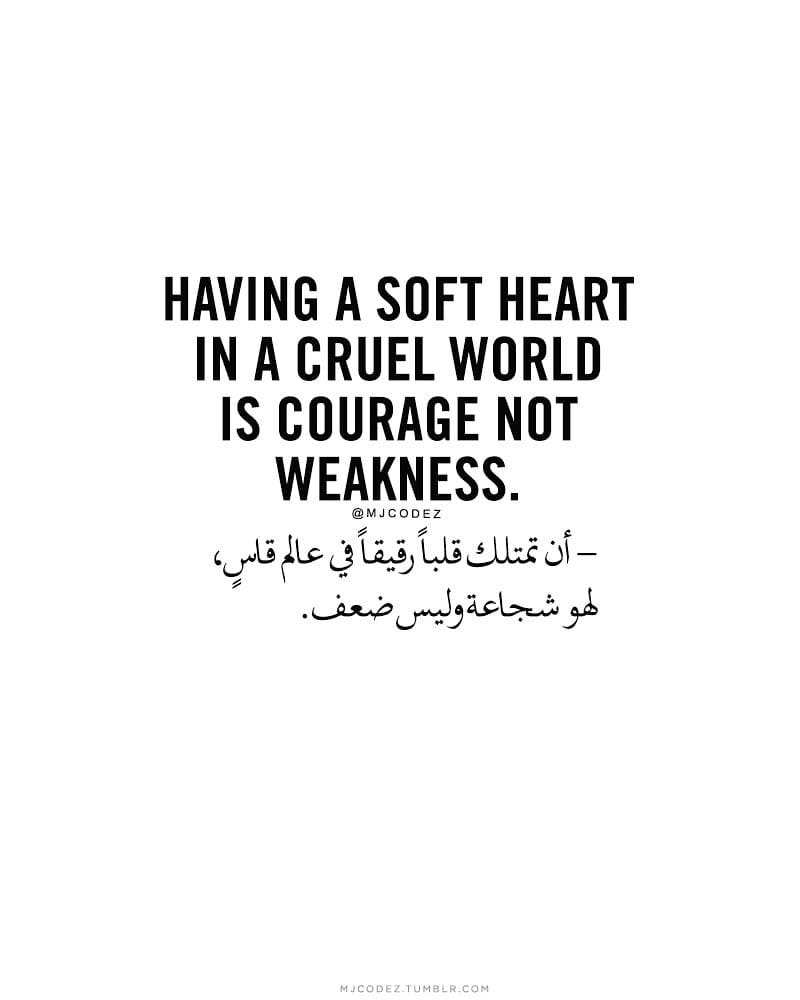 HAVING A SOFT HEART
IN A CRUEL WORLD
IS COURAGE NOT
WEAKNESS.
@MJCODEZ
– أن تمتلك قلباً رقيقاً في عالم قاسٍ،
لهو شجاعة وليس ضعف.
MJCODEZ.TUMBLR.COM